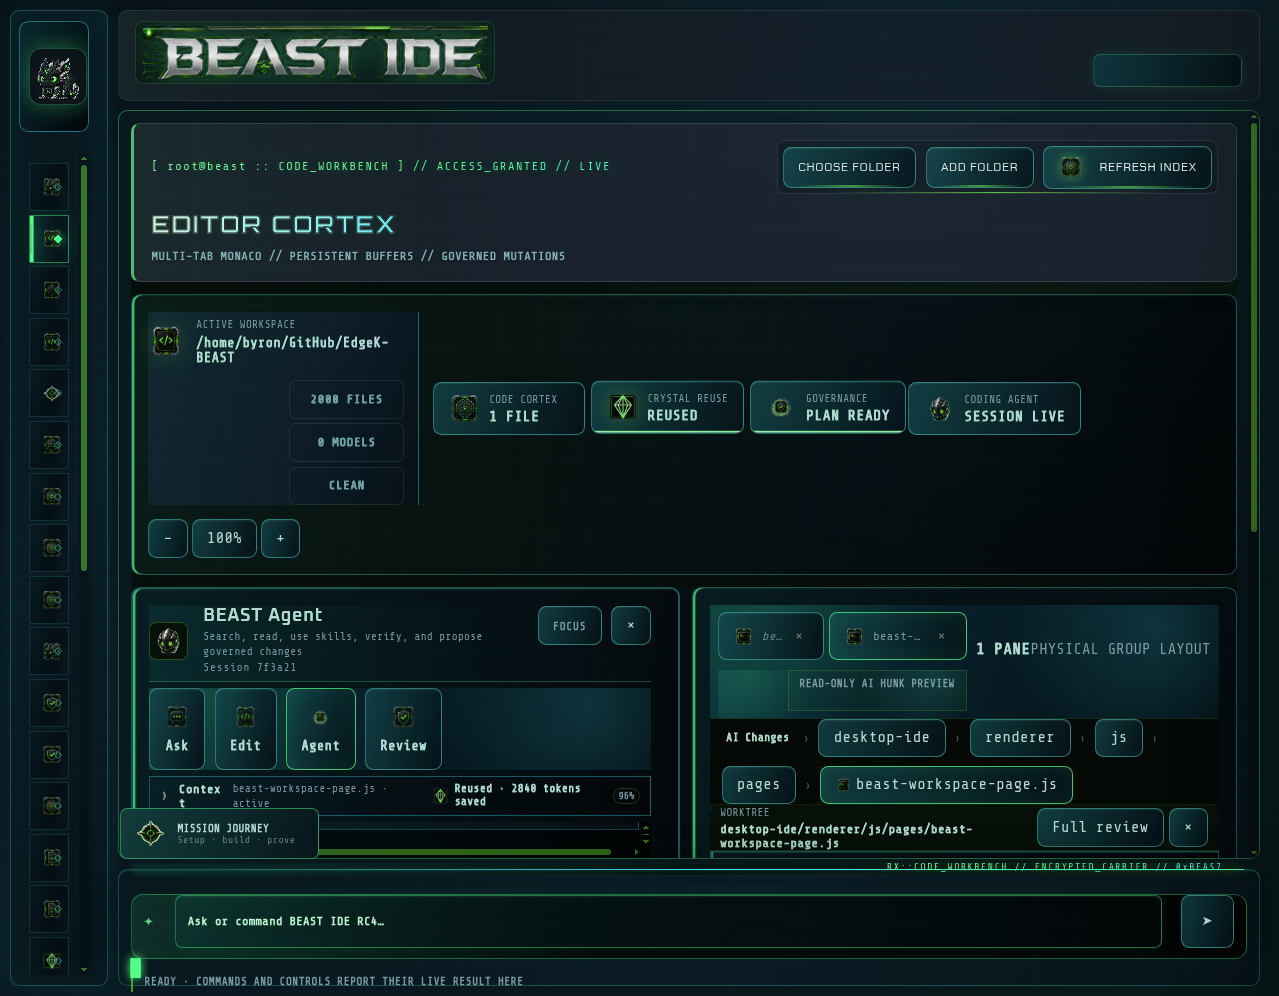 BEAST IDE
[ root@beast :: CODE_WORKBENCH ] // ACCESS_GRANTED // LIVE
CHOOSE FOLDER
ADD FOLDER
REFRESH INDEX
EDITOR CORTEX
MULTI-TAB MONACO // PERSISTENT BUFFERS // GOVERNED MUTATIONS
ACTIVE WORKSPACE
/home/byron/GitHub/EdgeK-
BEAST
2000 FILES
0 MODELS
CLEAN
CODE CORTEX
1 FILE
CRYSTAL REUSE
REUSED
GOVERNANCE
PLAN READY
CODING AGENT
SESSION LIVE
−
100%
+
BEAST Agent
Search, read, use skills, verify, and propose
governed changes
Session 7f3a21
FOCUS
×
Ask
Edit
Agent
Review
› Contex
t
beast-workspace-page.js ·
active
Reused · 2840 tokens
saved
96%
MISSION JOURNEY
Setup · build · prove
be… ×
beast-… ×
1 PANEPHYSICAL GROUP LAYOUT
READ-ONLY AI HUNK PREVIEW
AI Changes › desktop-ide › renderer › js ›
pages › beast-workspace-page.js
WORKTREE
desktop-ide/renderer/js/pages/beast-
workspace-page.js
Full review
×
RX::CODE_WORKBENCH // ENCRYPTED_CARRIER // 0xBEA57
Ask or command BEAST IDE RC4…
READY · COMMANDS AND CONTROLS REPORT THEIR LIVE RESULT HERE